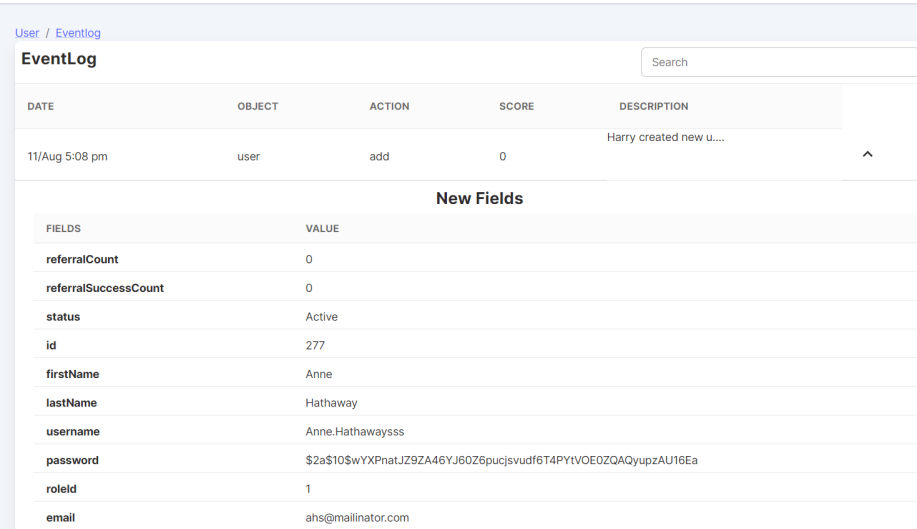 User / Eventlog
EventLog
Search
DATE OBJECT ACTION SCORE DESCRIPTION
11/Aug 5:08 pm user add 0 Harry created new u....
New Fields
FIELDS VALUE
referralCount 0
referralSuccessCount 0
status Active
id 277
firstName Anne
lastName Hathaway
username Anne.Hathawaysss
password $2a$10$wYXPnatJZ9ZA46YJ60Z6pucjsvudf6T4PYtVOE0ZQAQyupzAU16Ea
roleId 1
email ahs@mailinator.com